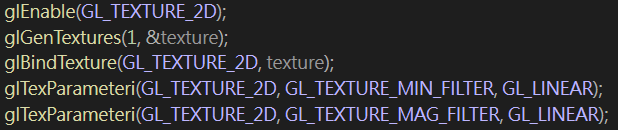 glEnable(GL_TEXTURE_2D);
glGenTextures(1, &texture);
glBindTexture(GL_TEXTURE_2D, texture);
glTexParameteri(GL_TEXTURE_2D, GL_TEXTURE_MIN_FILTER, GL_LINEAR);
glTexParameteri(GL_TEXTURE_2D, GL_TEXTURE_MAG_FILTER, GL_LINEAR);